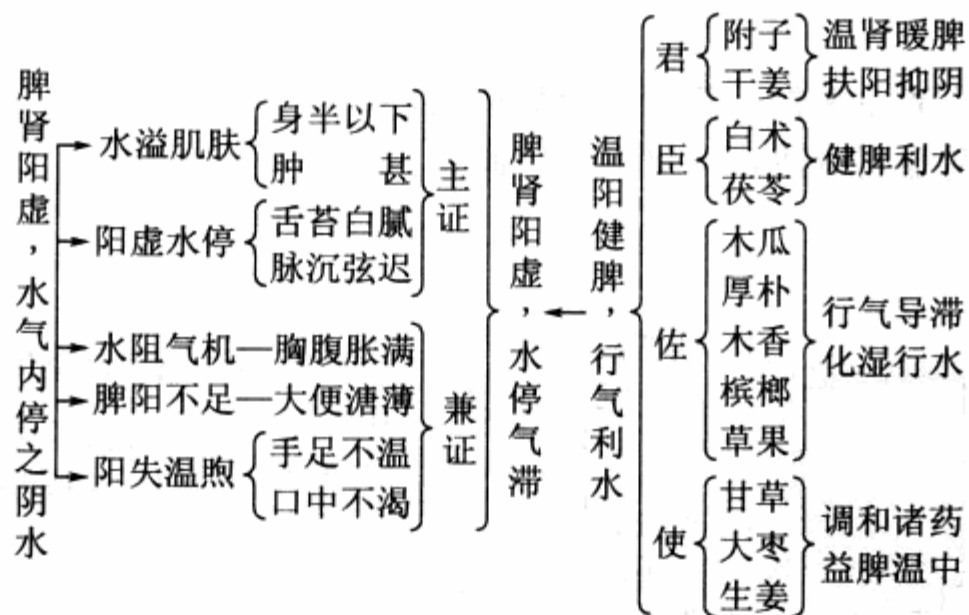 脾肾阳虚，水气内停之阴水
水溢肌肤
身半以下
肿 甚
阳虚水停
舌苔白腻
脉沉弦迟
主证
水阻气机—胸腹胀满
脾阳不足—大便溏薄
阳失温煦
手足不温
口中不渴
兼证
脾肾阳虚，水停气滞
温阳健脾，行气利水
君
附子
干姜
温肾暖脾
扶阳抑阴
臣
白术
茯苓
健脾利水
佐
木瓜
厚朴
木香
槟榔
草果
行气导滞
化湿行水
使
甘草
大枣
生姜
调和诸药
益脾温中